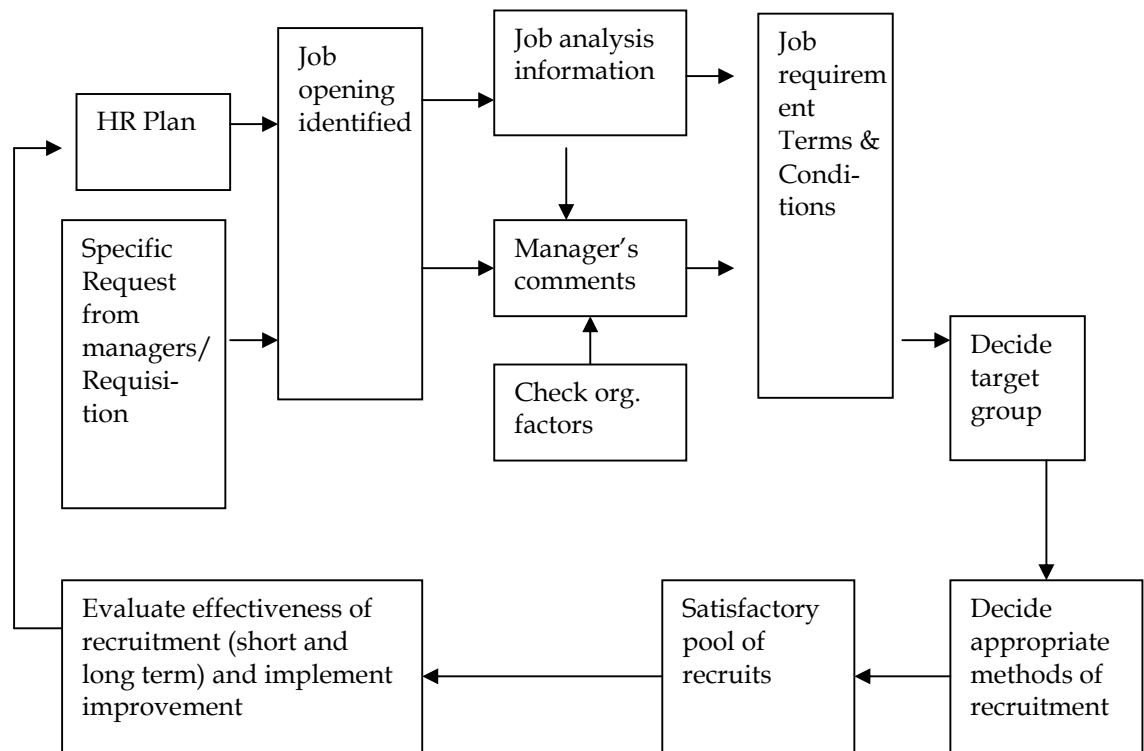 HR Plan
Specific
Request
from
managers/
Requisi-
tion
Job
opening
identified
Job analysis
information
Manager’s
comments
Check org.
factors
Job
requirem
ent
Terms &
Condi-
tions
Decide
target
group
Decide
appropriate
methods of
recruitment
Satisfactory
pool of
recruits
Evaluate effectiveness of
recruitment (short and
long term) and implement
improvement